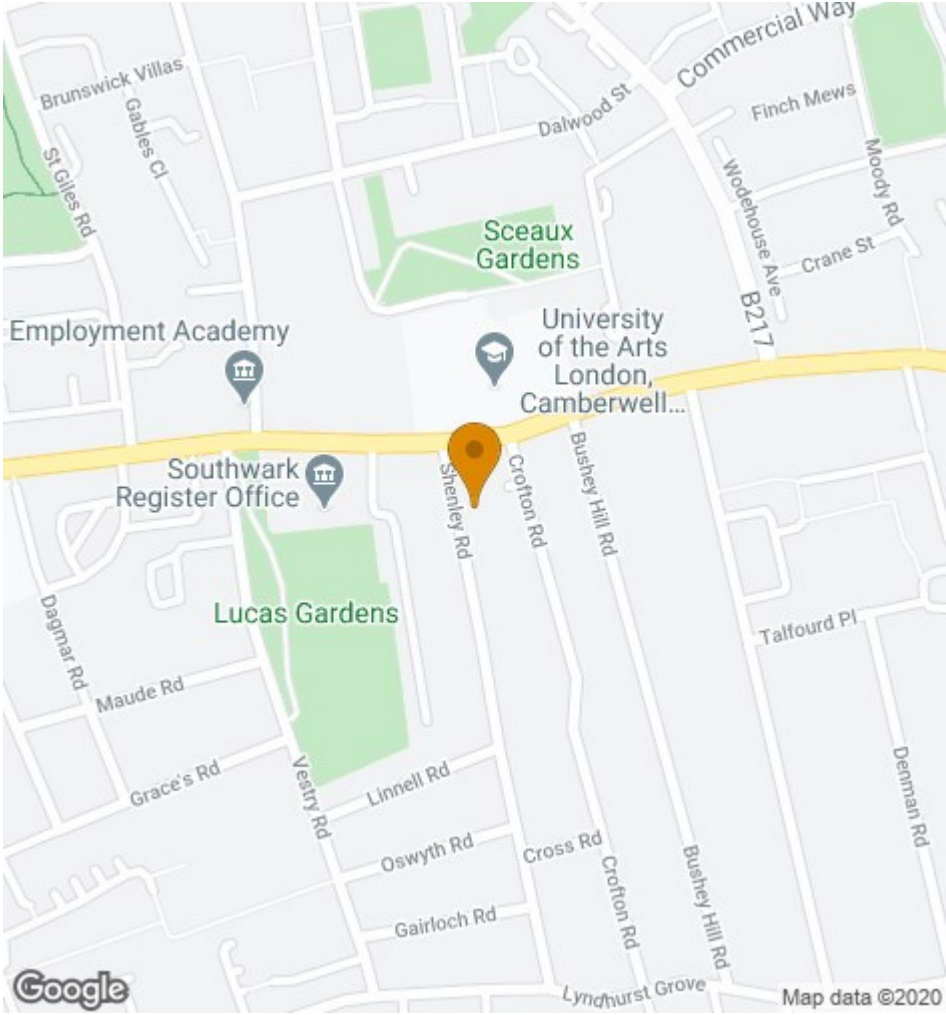 Commercial Way
Brunswick Villas
Gables Cl
Finch Mews
Dalwood St
St Giles Rd
Moody Rd
Wodehouse Ave
Sceaux
Gardens
Crane St
B217
Employment Academy
University
of the Arts
London,
Camberwell...
Southwark
Register Office
Shenley Rd
Crofton Rd
Bushey Hill Rd
Lucas Gardens
Dagmar Rd
Talfourd Pl
Maude Rd
Grace's Rd
Vestry Rd
Linnell Rd
Denman Rd
Oswyth Rd
Cross Rd
Crofton Rd
Bushey Hill Rd
Gairloch Rd
Lyndhurst Grove
Google
Map data ©2020